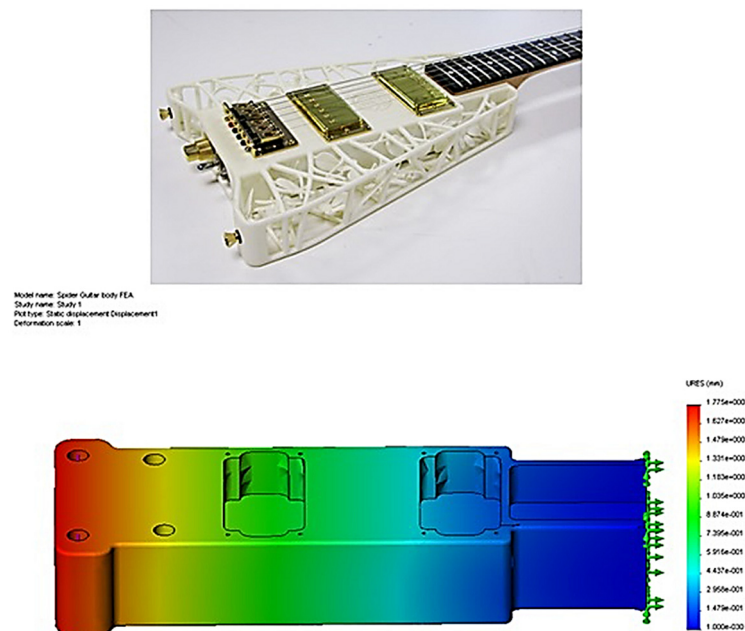 Model name: Spider Guitar body FEA
Study name: Study 1
Plot type: Static displacement Displacement1
Deformation scale: 1
URES (mm)
1.775e+000
1.627e+000
1.479e+000
1.331e+000
1.183e+000
1.035e+000
8.874e-001
7.395e-001
5.916e-001
4.437e-001
2.958e-001
1.479e-001
1.000e-030